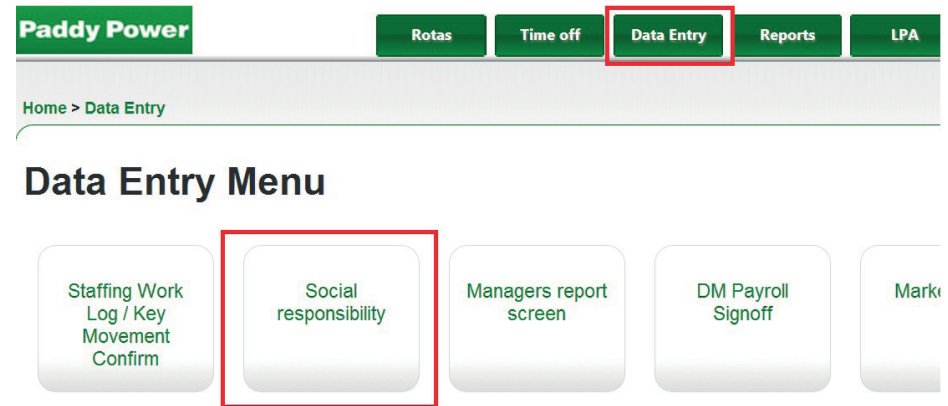 Paddy Power
Rotas Time off Data Entry Reports LPA
Home > Data Entry
Data Entry Menu
Staffing Work
Log / Key
Movement
Confirm
Social
responsibility
Managers report
screen
DM Payroll
Signoff